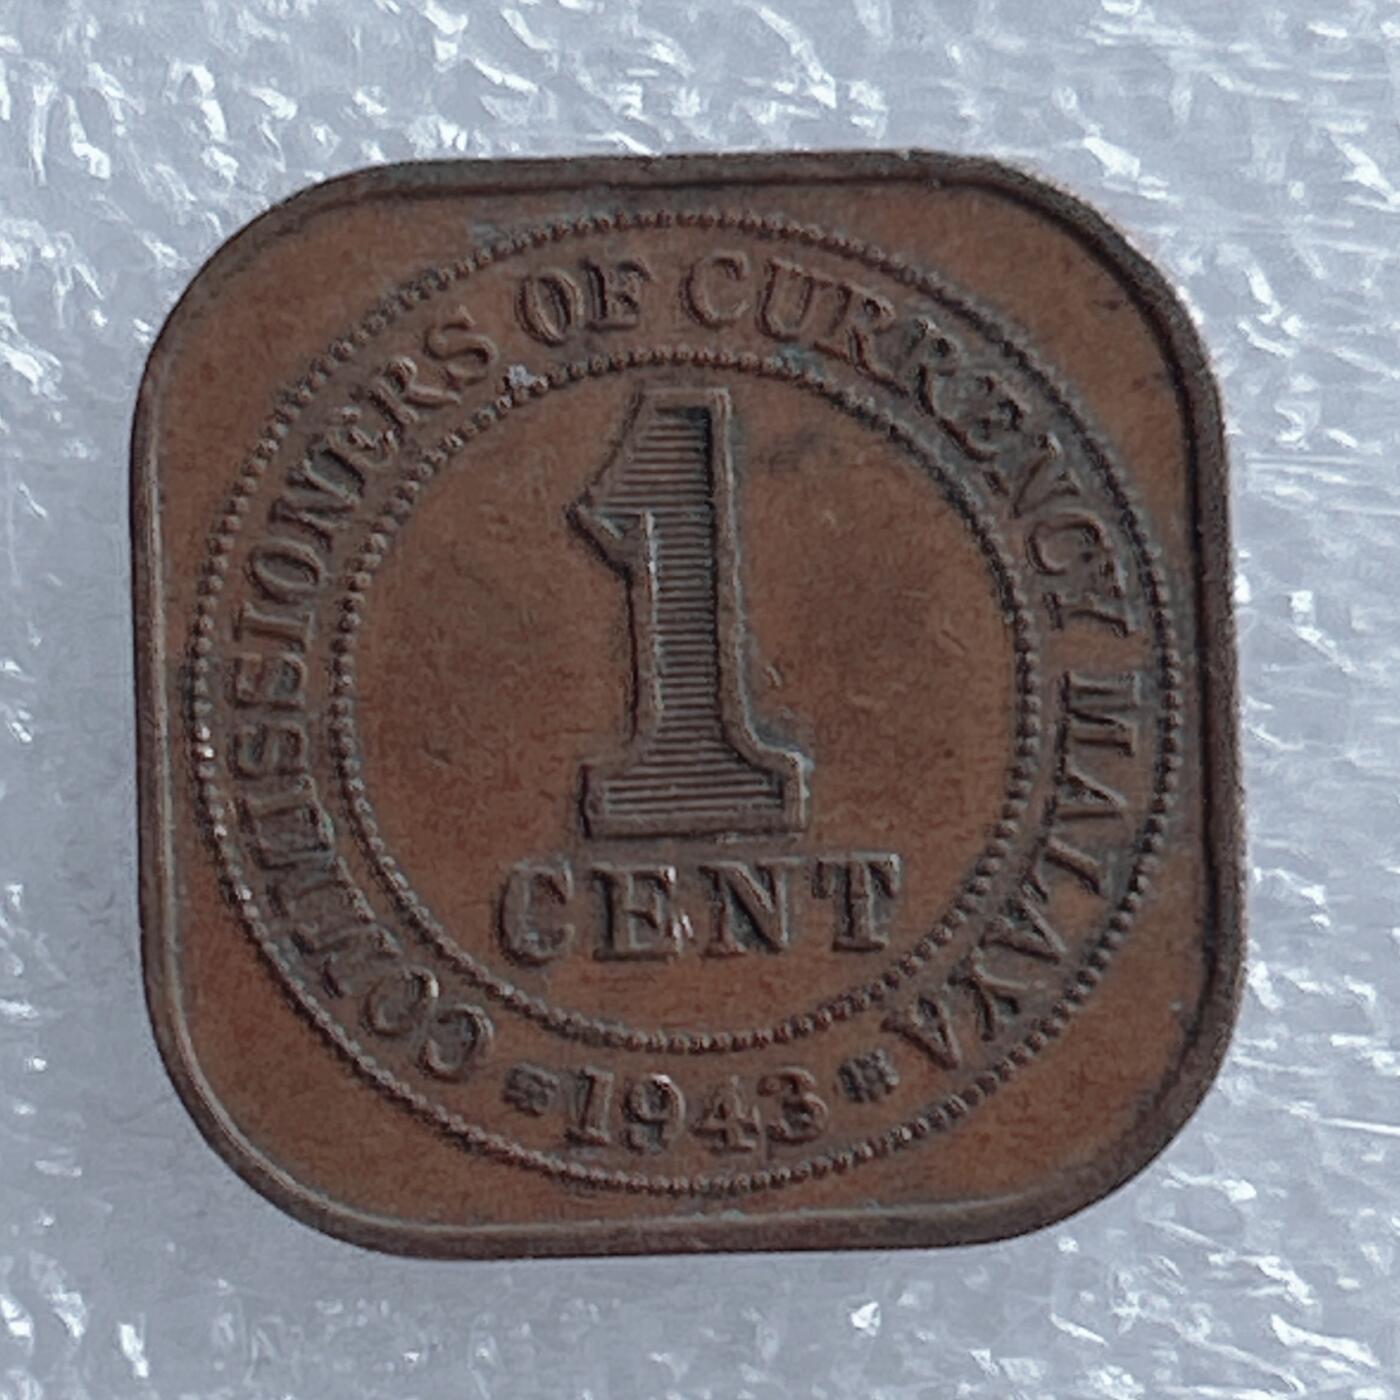 COMMISSIONERS OF CURRENCY MALAYA
1
CENT
1943